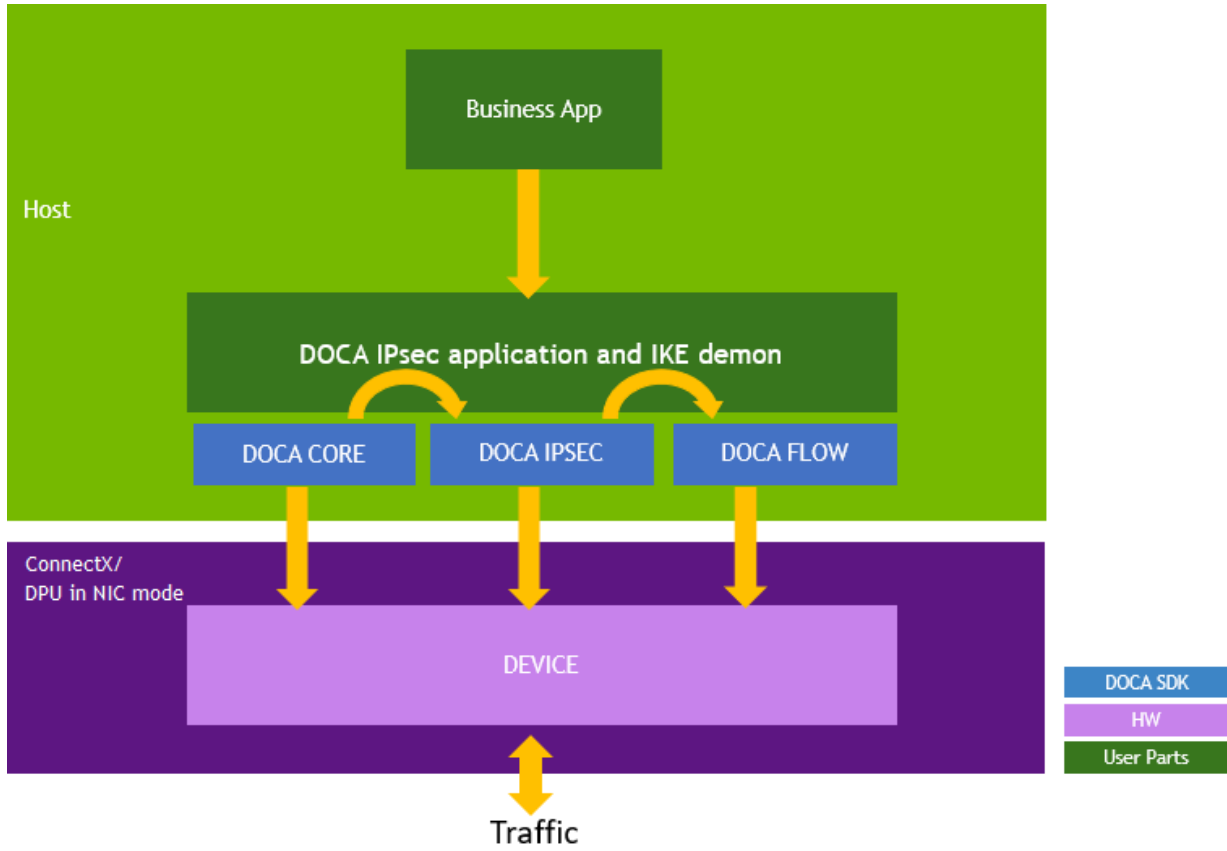 Business App
Host
DOCA IPsec application and IKE demon
DOCA CORE
DOCA IPSEC
DOCA FLOW
ConnectX/
DPU in NIC mode
DEVICE
DOCA SDK
HW
User Parts
Traffic